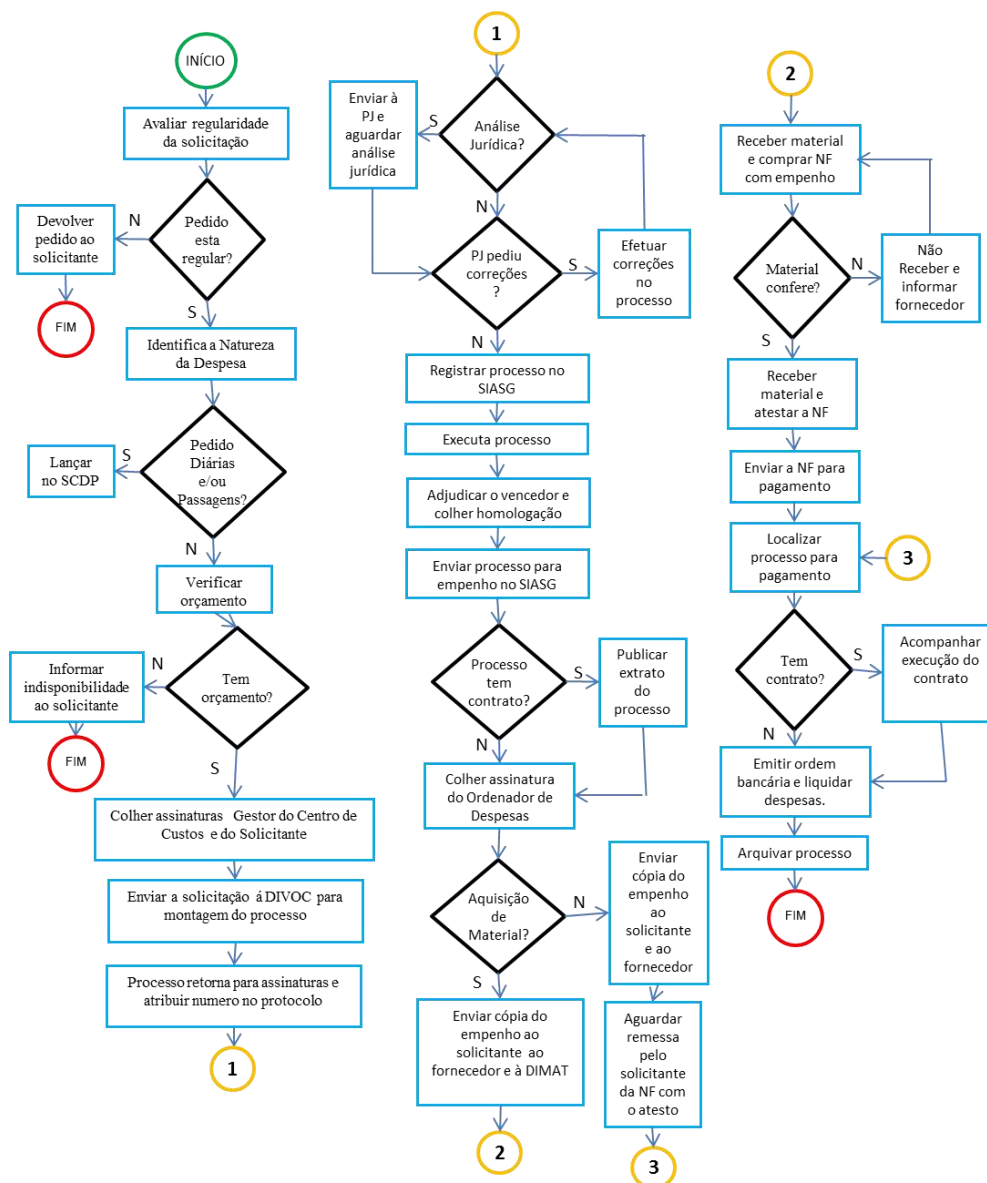 INÍCIO
Avaliar regularidade
da solicitação
Pedido
esta
regular?
N
Devolver
pedido ao
solicitante
FIM
S
Identifica a Natureza
da Despesa
Pedido
Diárias
e/ou
Passagens?
S
Lançar
no SCDP
N
Verificar
orçamento
Tem
orçamento?
N
Informar
indisponibilidade
ao solicitante
FIM
S
Colher assinaturas Gestor do Centro de
Custos e do Solicitante
Enviar a solicitação á DIVOC para
montagem do processo
Processo retorna para assinaturas e
atribuir numero no protocolo
1
1
Análise
Jurídica?
S
Enviar à
PJ e
aguardar
análise
jurídica
N
PJ pediu
correções
?
S
Efetuar
correções
no
processo
N
Registrar processo no
SIASG
Executa processo
Adjudicar o vencedor e
colher homologação
Enviar processo para
empenho no SIASG
Processo
tem
contrato?
S
Publicar
extrato
do
processo
N
Colher assinatura
do Ordenador de
Despesas
Aquisição
de
Material?
N
Enviar
cópia do
empenho
ao
solicitante
e ao
fornecedor
Aguardar
remessa
pelo
solicitante
da NF com
o atesto
3
S
Enviar cópia do
empenho ao
solicitante ao
fornecedor e à DIMAT
2
2
Receber material
e comprar NF
com empenho
Material
confere?
N
Não
Receber e
informar
fornecedor
S
Receber
material e
atestar a NF
Enviar a NF para
pagamento
Localizar
processo para
pagamento
3
Tem
contrato?
S
Acompanhar
execução do
contrato
N
Emitir ordem
bancária e liquidar
despesas.
Arquivar processo
FIM